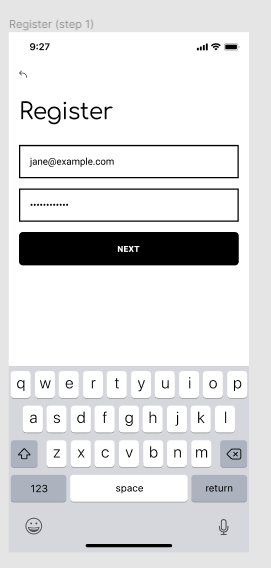 Register (step 1)
9:27
Register
jane@example.com
••••••••••••
NEXT
q w e r t y u i o p
a s d f g h j k l
z x c v b n m
123 space return